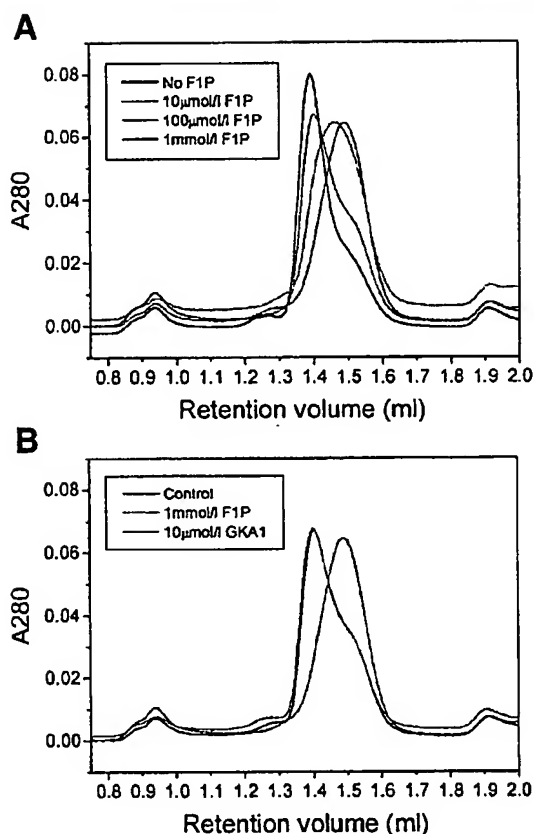 A
No F1P
10µmol/l F1P
100µmol/l F1P
1mmol/l F1P
0.08
0.06
0.04
0.02
0.00
A280
0.8 0.9 1.0 1.1 1.2 1.3 1.4 1.5 1.6 1.7 1.8 1.9 2.0
Retention volume (ml)
B
Control
1mmol/l F1P
10µmol/l GKA1
0.08
0.06
0.04
0.02
0.00
A280
0.8 0.9 1.0 1.1 1.2 1.3 1.4 1.5 1.6 1.7 1.8 1.9 2.0
Retention volume (ml)